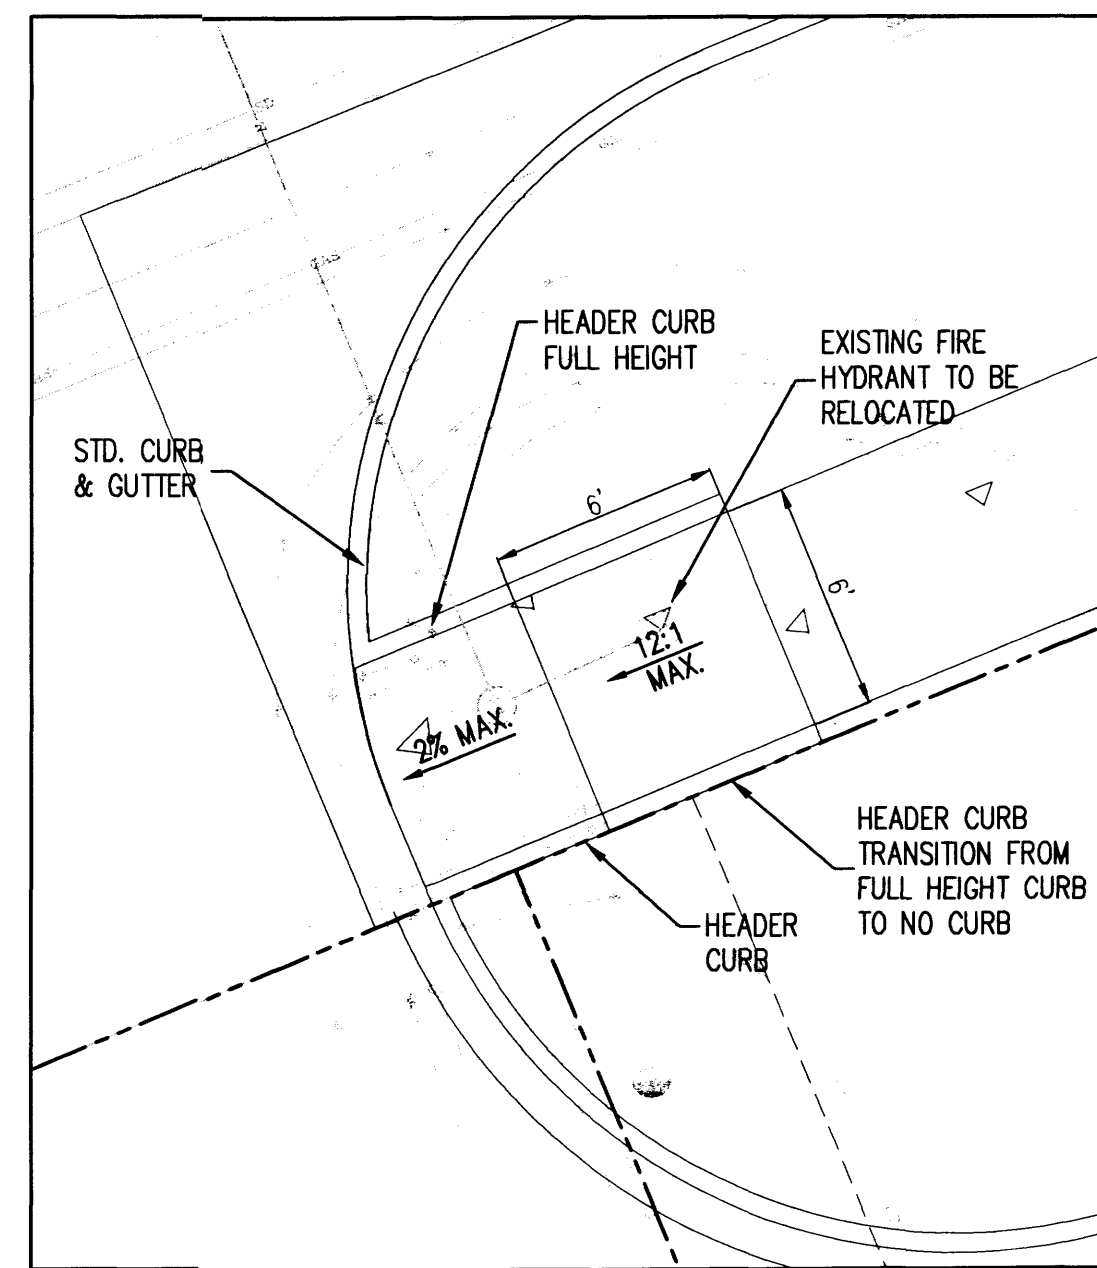 HEADER CURB
FULL HEIGHT
EXISTING FIRE
HYDRANT TO BE
RELOCATED
STD. CURB
& GUTTER
6'
6'
12:1
MAX.
2% MAX.
HEADER CURB
TRANSITION FROM
FULL HEIGHT CURB
TO NO CURB
HEADER
CURB
GAS